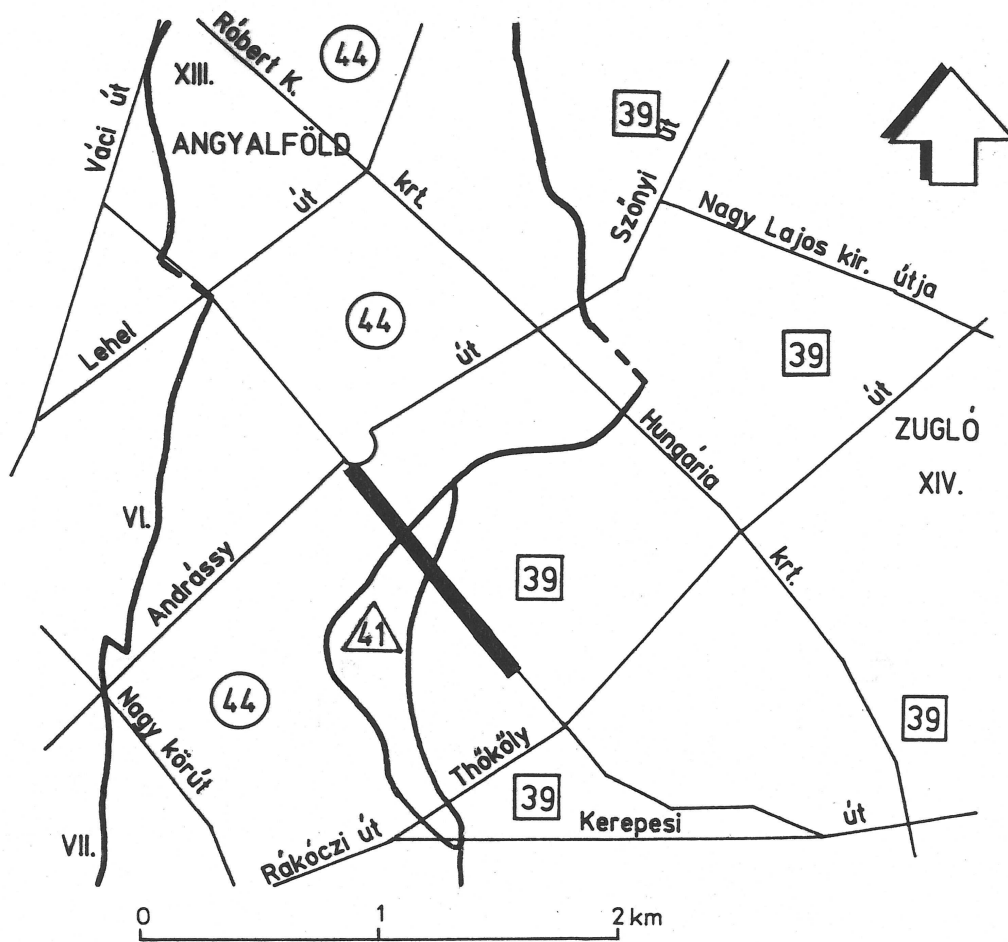 Róbert K.
44
XIII.
Váci út
ANGYALFÖLD
39
út
krt.
út
Szőnyi
Nagy Lajos kir. útja
44
Lehel
út
39
út
Hungária
ZUGLÓ
XIV.
VI.
Andrássy
39
krt.
41
44
Nagy körút
39
Thököly
39
Kerepesi
út
VII.
Rákóczi út
0 1 2 km